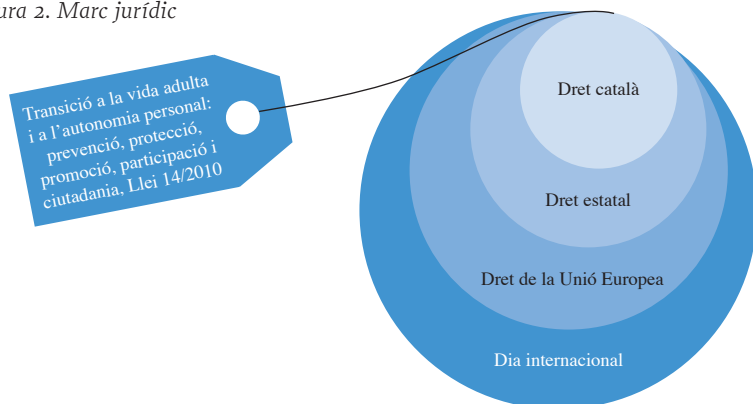 ura 2. Marc jurídic
Transició a la vida adulta
i a l'autonomia personal:
prevenció, protecció,
promoció, participació i
ciutadania, Llei 14/2010
Dret català
Dret estatal
Dret de la Unió Europea
Dia internacional